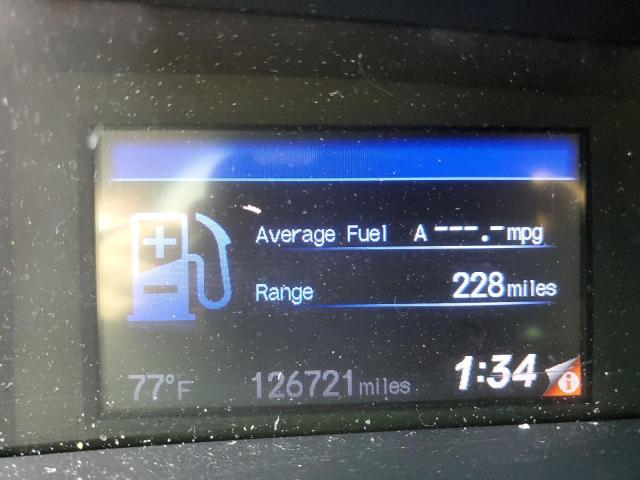 Average Fuel A ---.- mpg
Range 228 miles
77°F 126721 miles 1:34 i